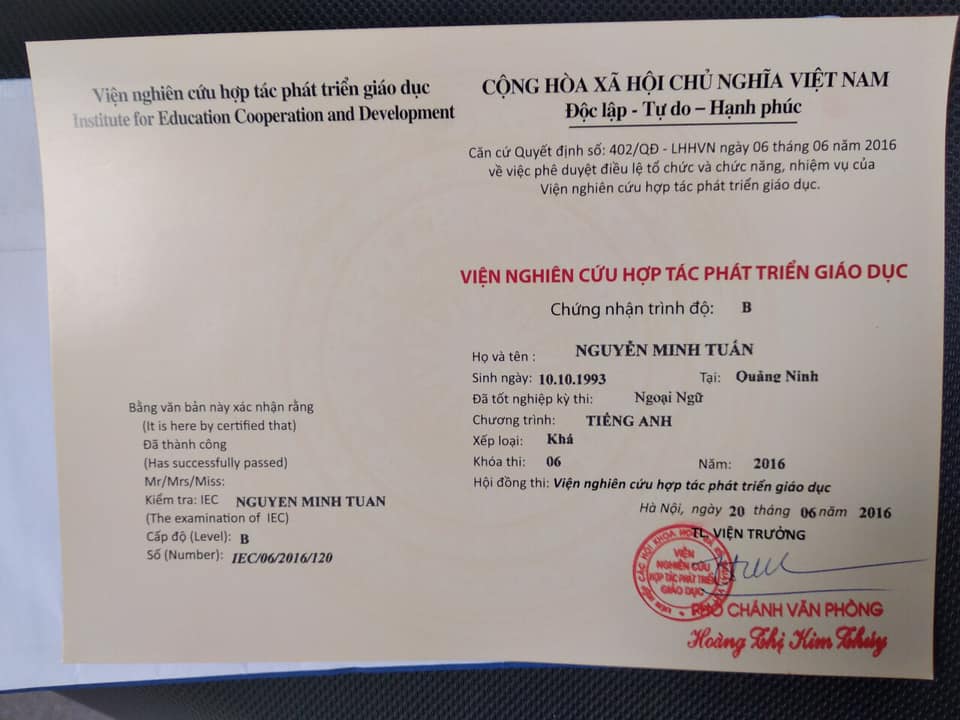 Viện nghiên cứu hợp tác phát triển giáo dục
Institute for Education Cooperation and Development
CỘNG HÒA XÃ HỘI CHỦ NGHĨA VIỆT NAM
Độc lập - Tự do – Hạnh phúc
Căn cứ Quyết định số: 402/QĐ - LHHVN ngày 06 tháng 06 năm 2016
về việc phê duyệt điều lệ tổ chức và chức năng, nhiệm vụ của
Viện nghiên cứu hợp tác phát triển giáo dục.
VIỆN NGHIÊN CỨU HỢP TÁC PHÁT TRIỂN GIÁO DỤC
Chứng nhận trình độ: B
Họ và tên : NGUYỄN MINH TUẤN
Sinh ngày: 10.10.1993 Tại: Quảng Ninh
Đã tốt nghiệp kỳ thi: Ngoại Ngữ
Chương trình: TIẾNG ANH
Xếp loại: Khá
Khóa thi: 06 Năm: 2016
Hội đồng thi: Viện nghiên cứu hợp tác phát triển giáo dục
Hà Nội, ngày 20 tháng 06 năm 2016
TL. VIỆN TRƯỞNG
VIỆN
NGHIÊN CỨU
HỢP TÁC PHÁT TRIỂN
GIÁO DỤC
PHÓ CHÁNH VĂN PHÒNG
Hoàng Thị Kim Thúy
Bằng văn bản này xác nhận rằng
(It is here by certified that)
Đã thành công
(Has successfully passed)
Mr/Mrs/Miss:
Kiểm tra: IEC NGUYEN MINH TUAN
(The examination of IEC)
Cấp độ (Level): B
Số (Number): IEC/06/2016/120